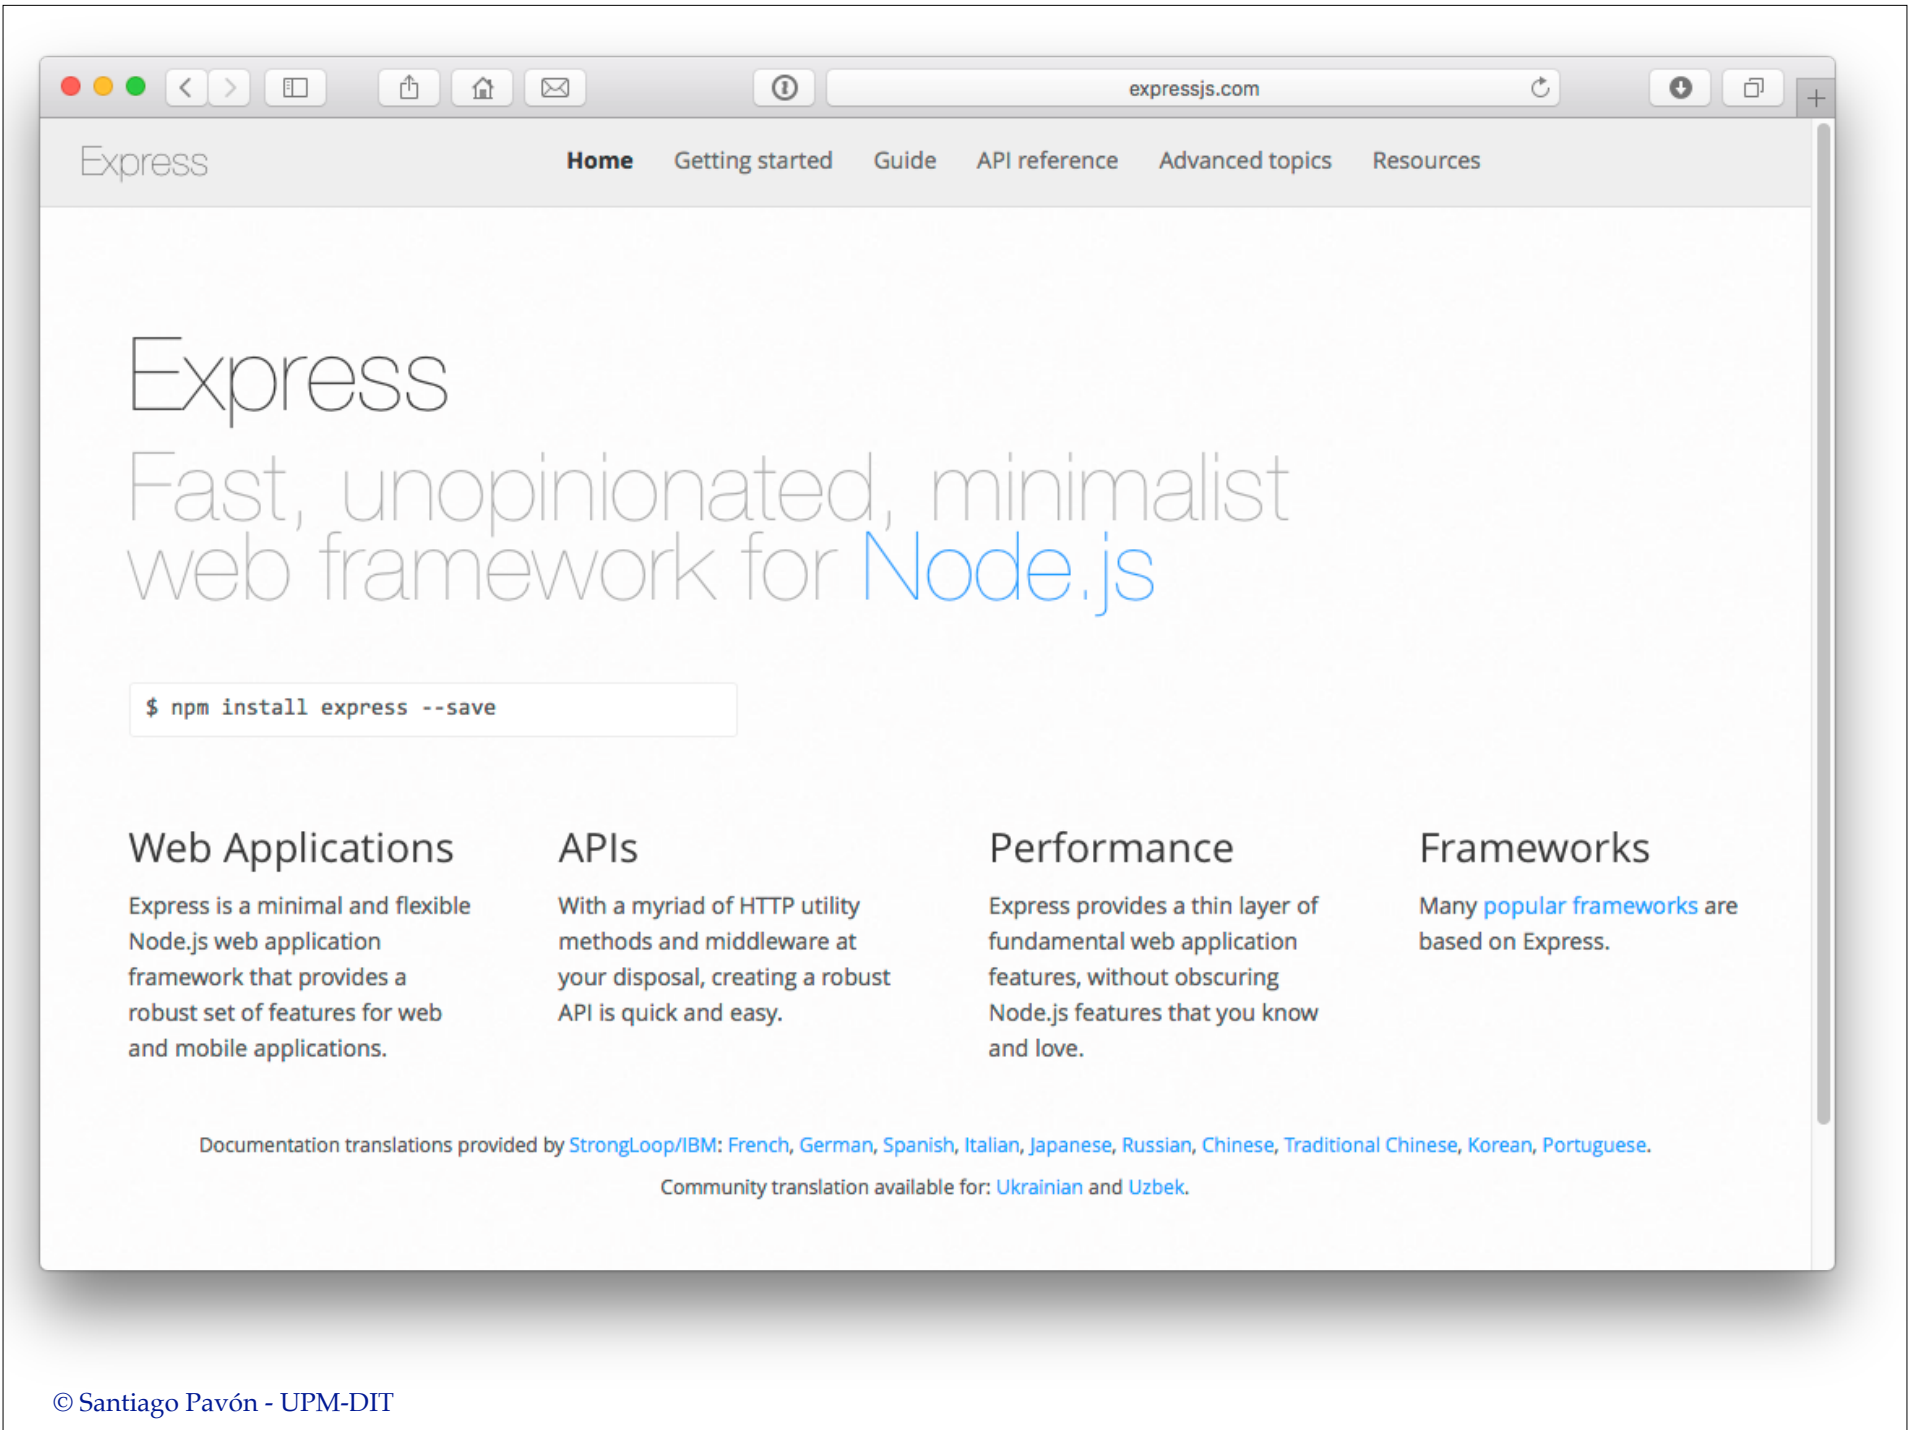 expressjs.com
Express
Home Getting started Guide API reference Advanced topics Resources
Express
Fast, unopinionated, minimalist
web framework for Node.js
$ npm install express --save
Web Applications
Express is a minimal and flexible
Node.js web application
framework that provides a
robust set of features for web
and mobile applications.
APIs
With a myriad of HTTP utility
methods and middleware at
your disposal, creating a robust
API is quick and easy.
Performance
Express provides a thin layer of
fundamental web application
features, without obscuring
Node.js features that you know
and love.
Frameworks
Many popular frameworks are
based on Express.
Documentation translations provided by StrongLoop/IBM: French, German, Spanish, Italian, Japanese, Russian, Chinese, Traditional Chinese, Korean, Portuguese.
Community translation available for: Ukrainian and Uzbek.
© Santiago Pavón - UPM-DIT